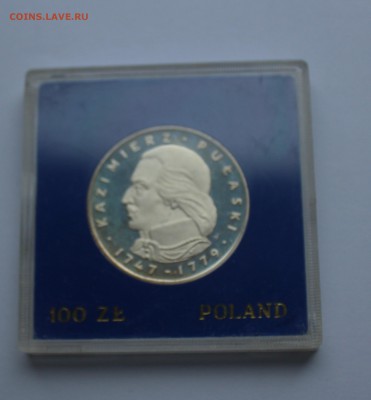 COINS.LAVE.RU
KAZIMIERZ · PUŁASKI ·
· 1747 · 1779 ·
100 ZŁ POLAND